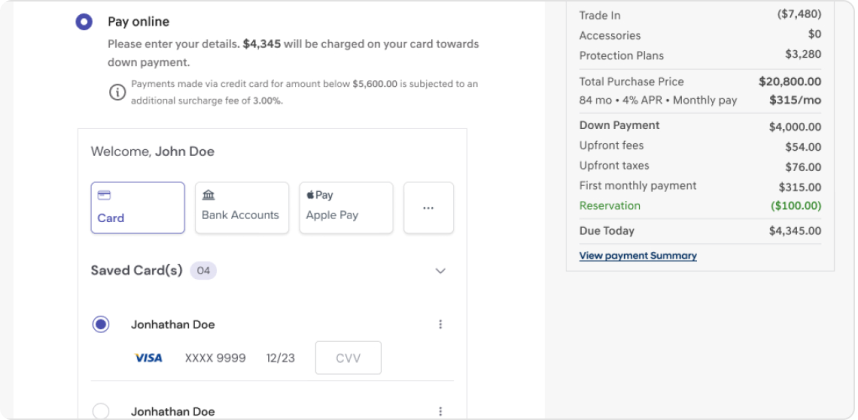 Pay online
Please enter your details. $4,345 will be charged on your card towards
down payment.
Payments made via credit card for amount below $5,600.00 is subjected to an
additional surcharge fee of 3.00%.
Welcome, John Doe
Card
Bank Accounts
Pay
Apple Pay
...
Saved Card(s) 04
Jonhathan Doe
VISA XXXX 9999 12/23 CVV
Jonhathan Doe
Trade In ($7,480)
Accessories $0
Protection Plans $3,280
Total Purchase Price $20,800.00
84 mo • 4% APR • Monthly pay $315/mo
Down Payment $4,000.00
Upfront fees $54.00
Upfront taxes $76.00
First monthly payment $315.00
Reservation ($100.00)
Due Today $4,345.00
View payment Summary